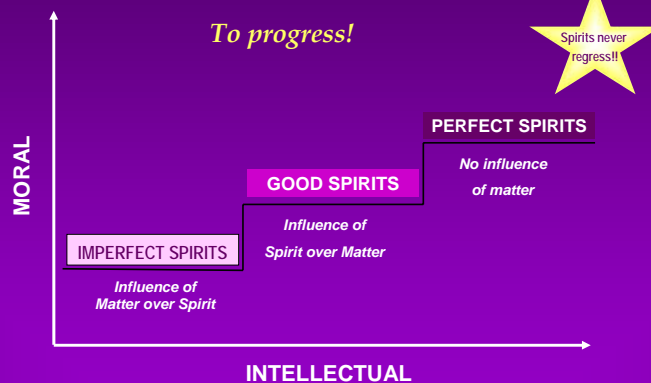 To progress!
Spirits never
regress!!
MORAL
PERFECT SPIRITS
No influence
of matter
GOOD SPIRITS
Influence of
Spirit over Matter
IMPERFECT SPIRITS
Influence of
Matter over Spirit
INTELLECTUAL